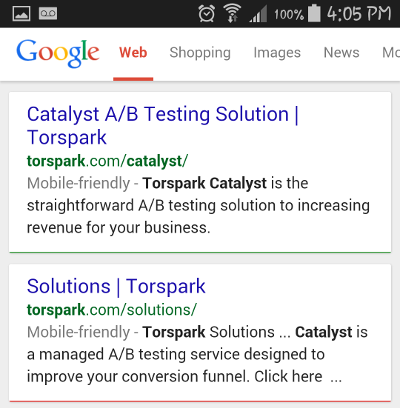 100% 4:05 PM
Google Web Shopping Images News Mo
Catalyst A/B Testing Solution |
Torspark
torspark.com/catalyst/
Mobile-friendly - Torspark Catalyst is the
straightforward A/B testing solution to increasing
revenue for your business.
Solutions | Torspark
torspark.com/solutions/
Mobile-friendly - Torspark Solutions ... Catalyst is
a managed A/B testing service designed to
improve your conversion funnel. Click here ...